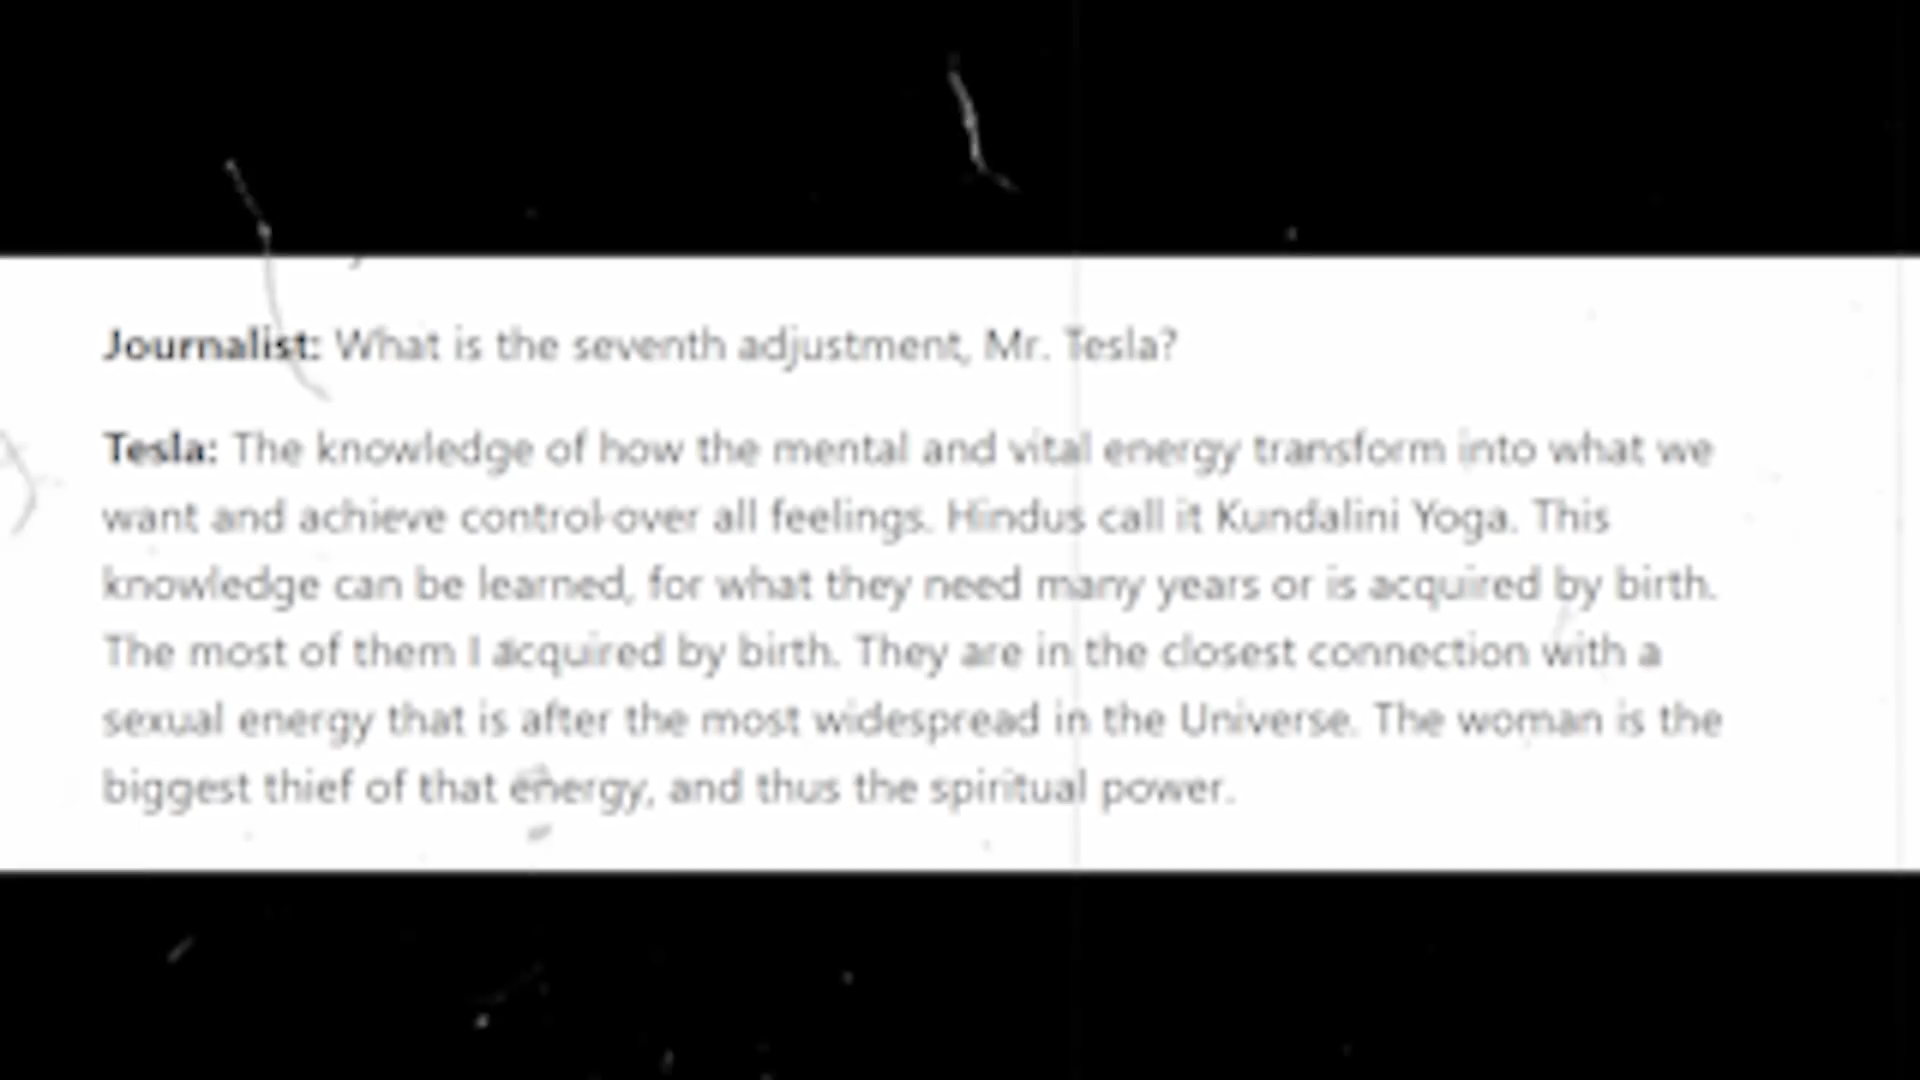 Journalist: What is the seventh adjustment, Mr. Tesla?
Tesla: The knowledge of how the mental and vital energy transform into what we
want and achieve control over all feelings. Hindus call it Kundalini Yoga. This
knowledge can be learned, for what they need many years or is acquired by birth.
The most of them I acquired by birth. They are in the closest connection with a
sexual energy that is after the most widespread in the Universe. The woman is the
biggest thief of that energy, and thus the spiritual power.